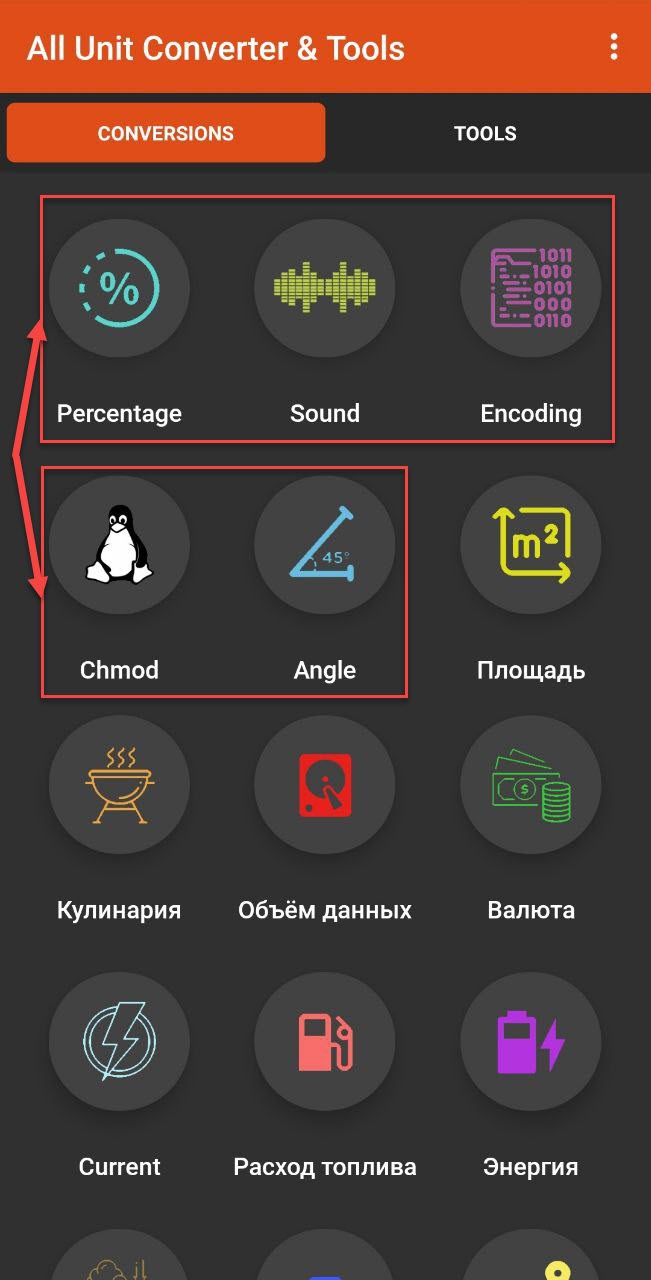 All Unit Converter & Tools
CONVERSIONS TOOLS
%
1011
1010
0101
000
0110
Percentage Sound Encoding
45°
m²
Chmod Angle Площадь
$
Кулинария Объём данных Валюта
Current Расход топлива Энергия